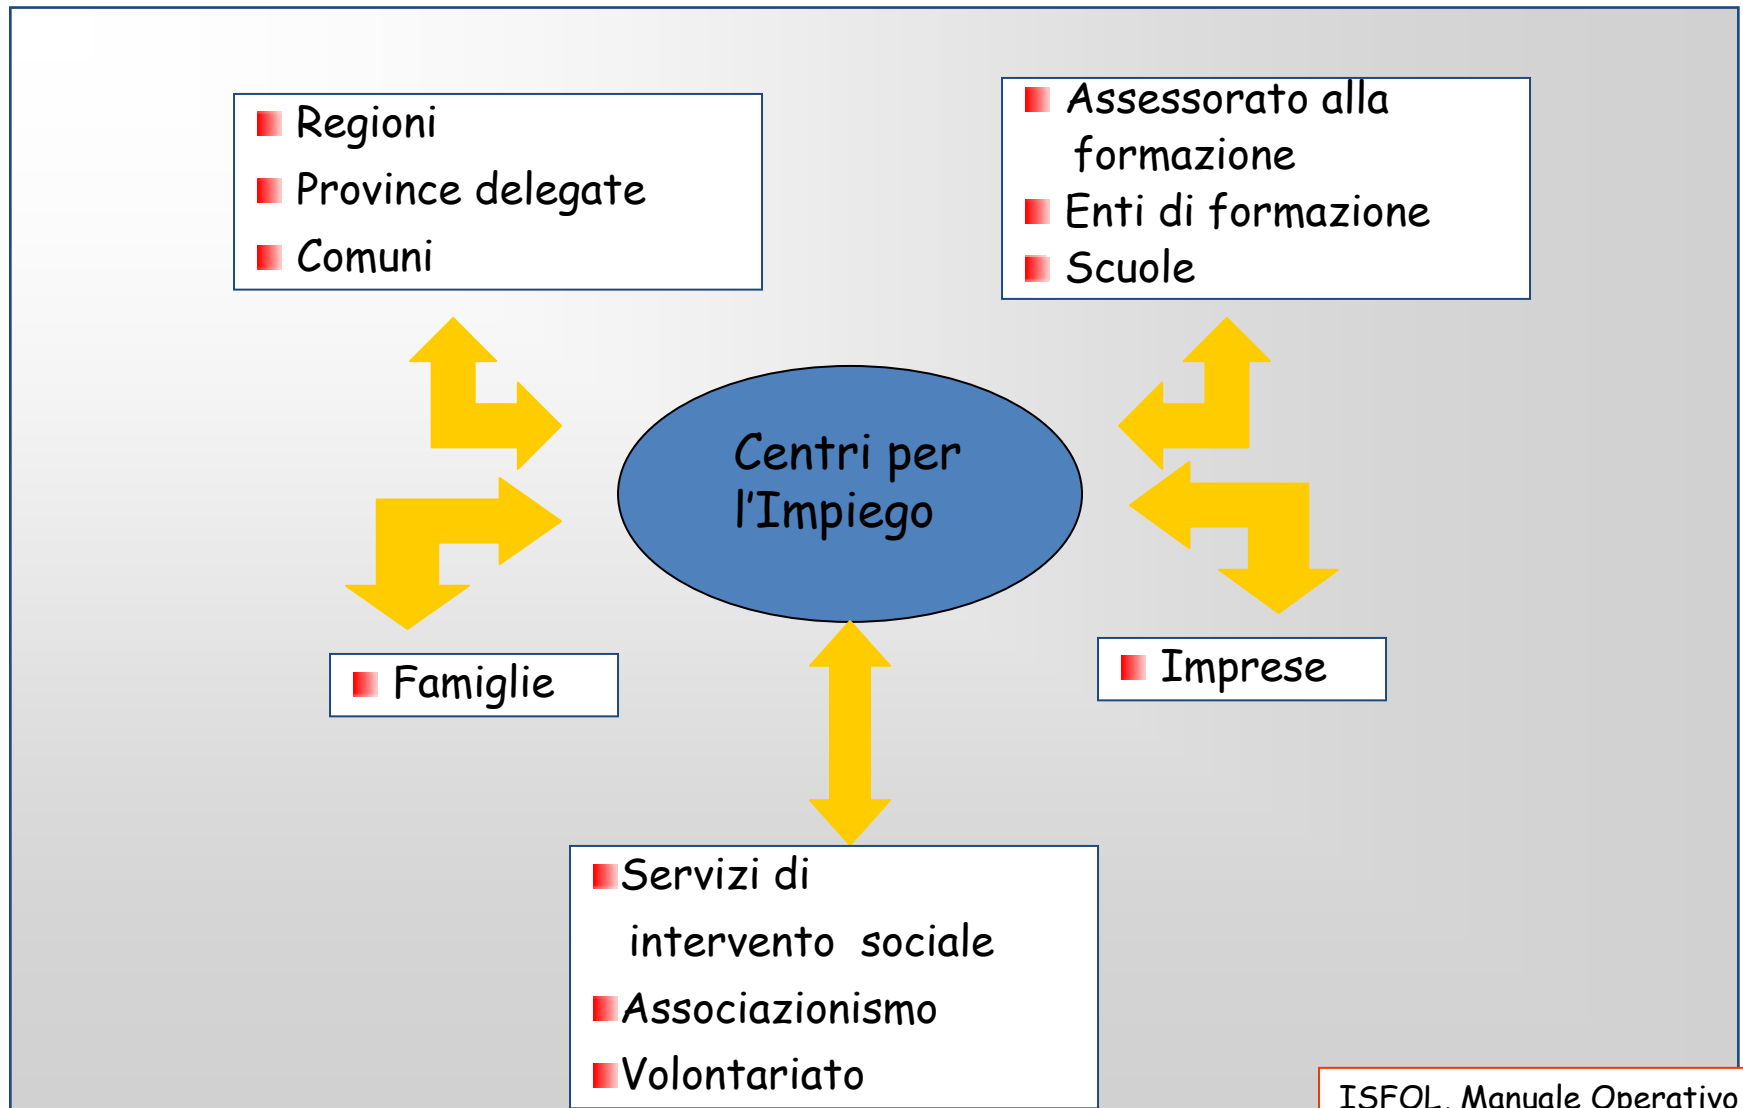 Regioni
Province delegate
Comuni
Assessorato alla
formazione
Enti di formazione
Scuole
Centri per
l'Impiego
Famiglie
Imprese
Servizi di
intervento sociale
Associazionismo
Volontariato
ISFOL, Manuale Operativo